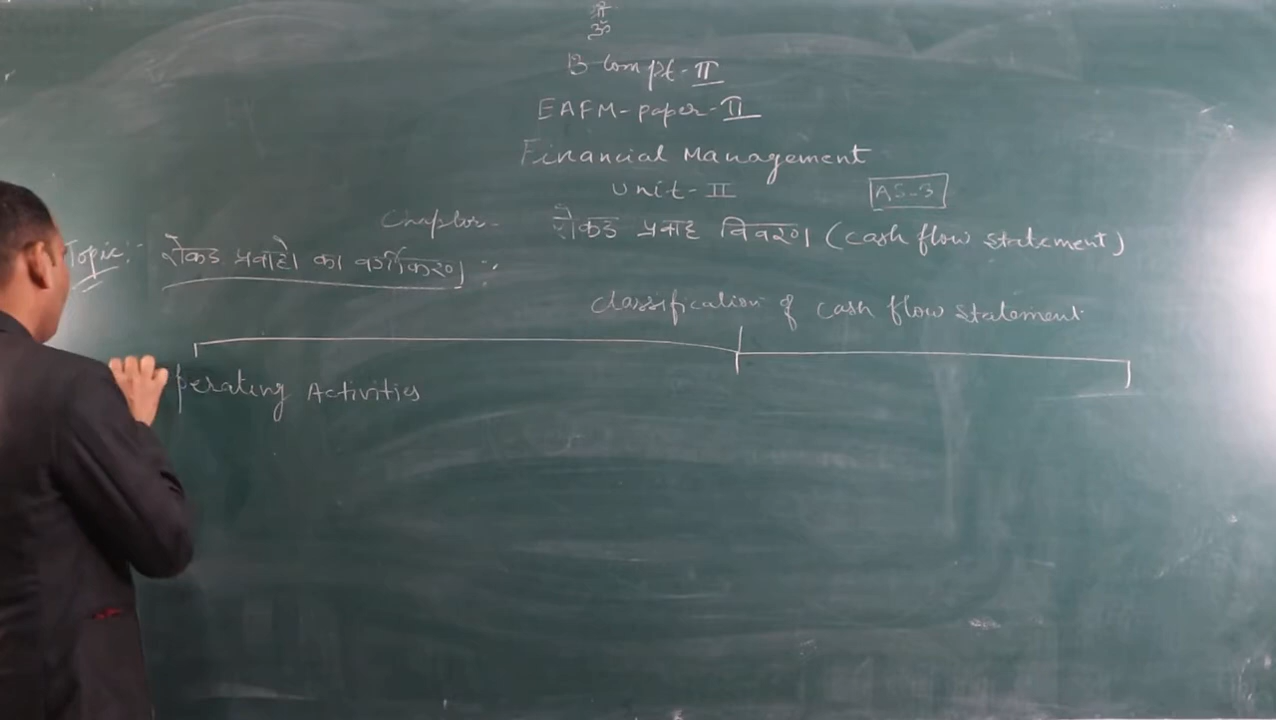 B Com pt-II
EAFM-paper-II
Financial Management
Unit-II
AS-3
Chapter- रोकड प्रवाह विवरण (cash flow statement)
Topic:- रोकड प्रवाहो का वर्गीकरण :-
Classification of cash flow statement
perating Activities